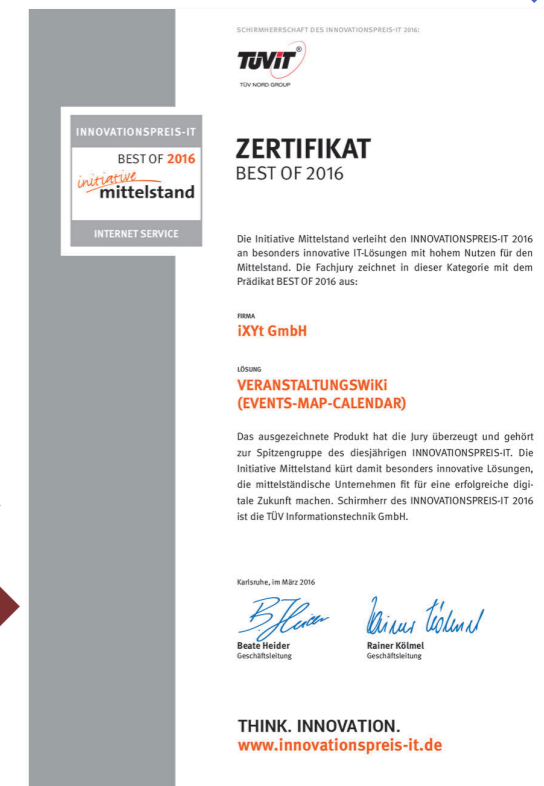 SCHIRMHERRSCHAFT DES INNOVATIONSPREIS-IT 2016:
TÜViT®
TÜV NORD GROUP
INNOVATIONSPREIS-IT
BEST OF 2016
initiative
mittelstand
INTERNET SERVICE
ZERTIFIKAT
BEST OF 2016
Die Initiative Mittelstand verleiht den INNOVATIONSPREIS-IT 2016
an besonders innovative IT-Lösungen mit hohem Nutzen für den
Mittelstand. Die Fachjury zeichnet in dieser Kategorie mit dem
Prädikat BEST OF 2016 aus:
FIRMA
iXYt GmbH
LÖSUNG
VERANSTALTUNGSWiKi
(EVENTS-MAP-CALENDAR)
Das ausgezeichnete Produkt hat die Jury überzeugt und gehört
zur Spitzengruppe des diesjährigen INNOVATIONSPREIS-IT. Die
Initiative Mittelstand kürt damit besonders innovative Lösungen,
die mittelständische Unternehmen fit für eine erfolgreiche digi-
tale Zukunft machen. Schirmherr des INNOVATIONSPREIS-IT 2016
ist die TÜV Informationstechnik GmbH.
Karlsruhe, im März 2016
B Heider
Rainer Kölmel
Beate Heider
Geschäftsleitung
Rainer Kölmel
Geschäftsleitung
THINK. INNOVATION.
www.innovationspreis-it.de